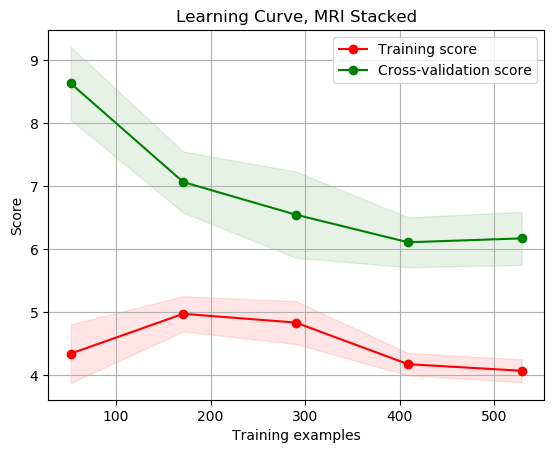 Learning Curve, MRI Stacked
Training score
Cross-validation score
9
8
7
6
5
4
Score
100
200
300
400
500
Training examples